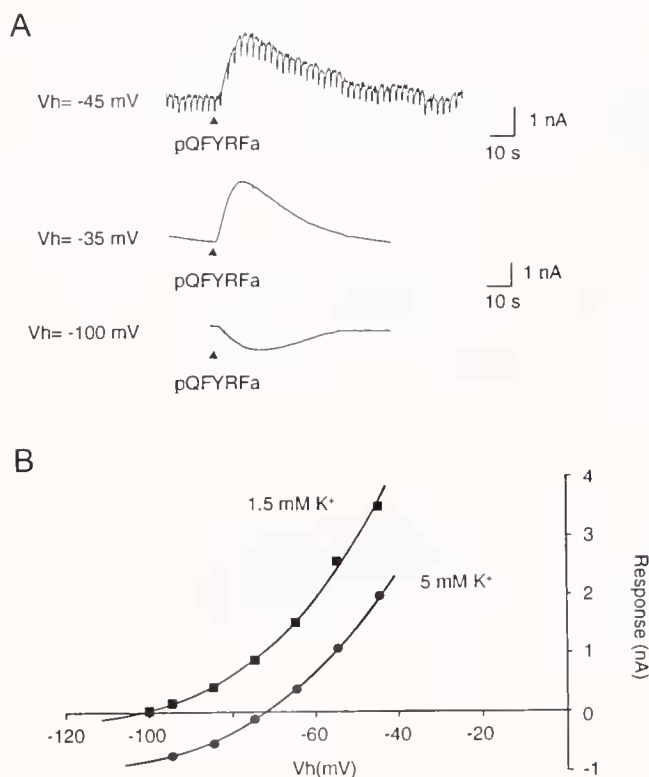 A
Vh= -45 mV
pQFYRFa
1 nA
10 s
Vh= -35 mV
pQFYRFa
1 nA
10 s
Vh= -100 mV
pQFYRFa
B
1.5 mM K⁺
5 mM K⁺
4
3
2
1
0
-1
Response (nA)
-120 -100 -80 -60 -40 -20
Vh(mV)